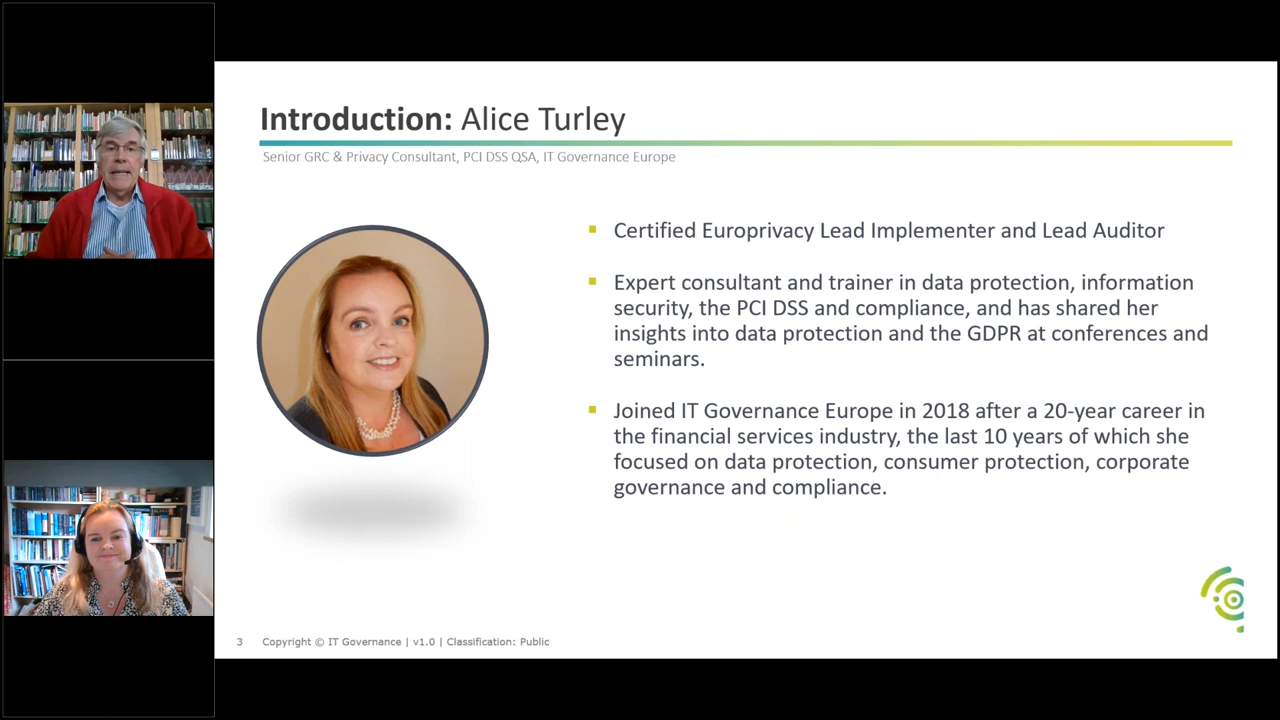 Introduction: Alice Turley
Senior GRC & Privacy Consultant, PCI DSS QSA, IT Governance Europe
Certified Europrivacy Lead Implementer and Lead Auditor
Expert consultant and trainer in data protection, information
security, the PCI DSS and compliance, and has shared her
insights into data protection and the GDPR at conferences and
seminars.
Joined IT Governance Europe in 2018 after a 20-year career in
the financial services industry, the last 10 years of which she
focused on data protection, consumer protection, corporate
governance and compliance.
3 Copyright © IT Governance | v1.0 | Classification: Public